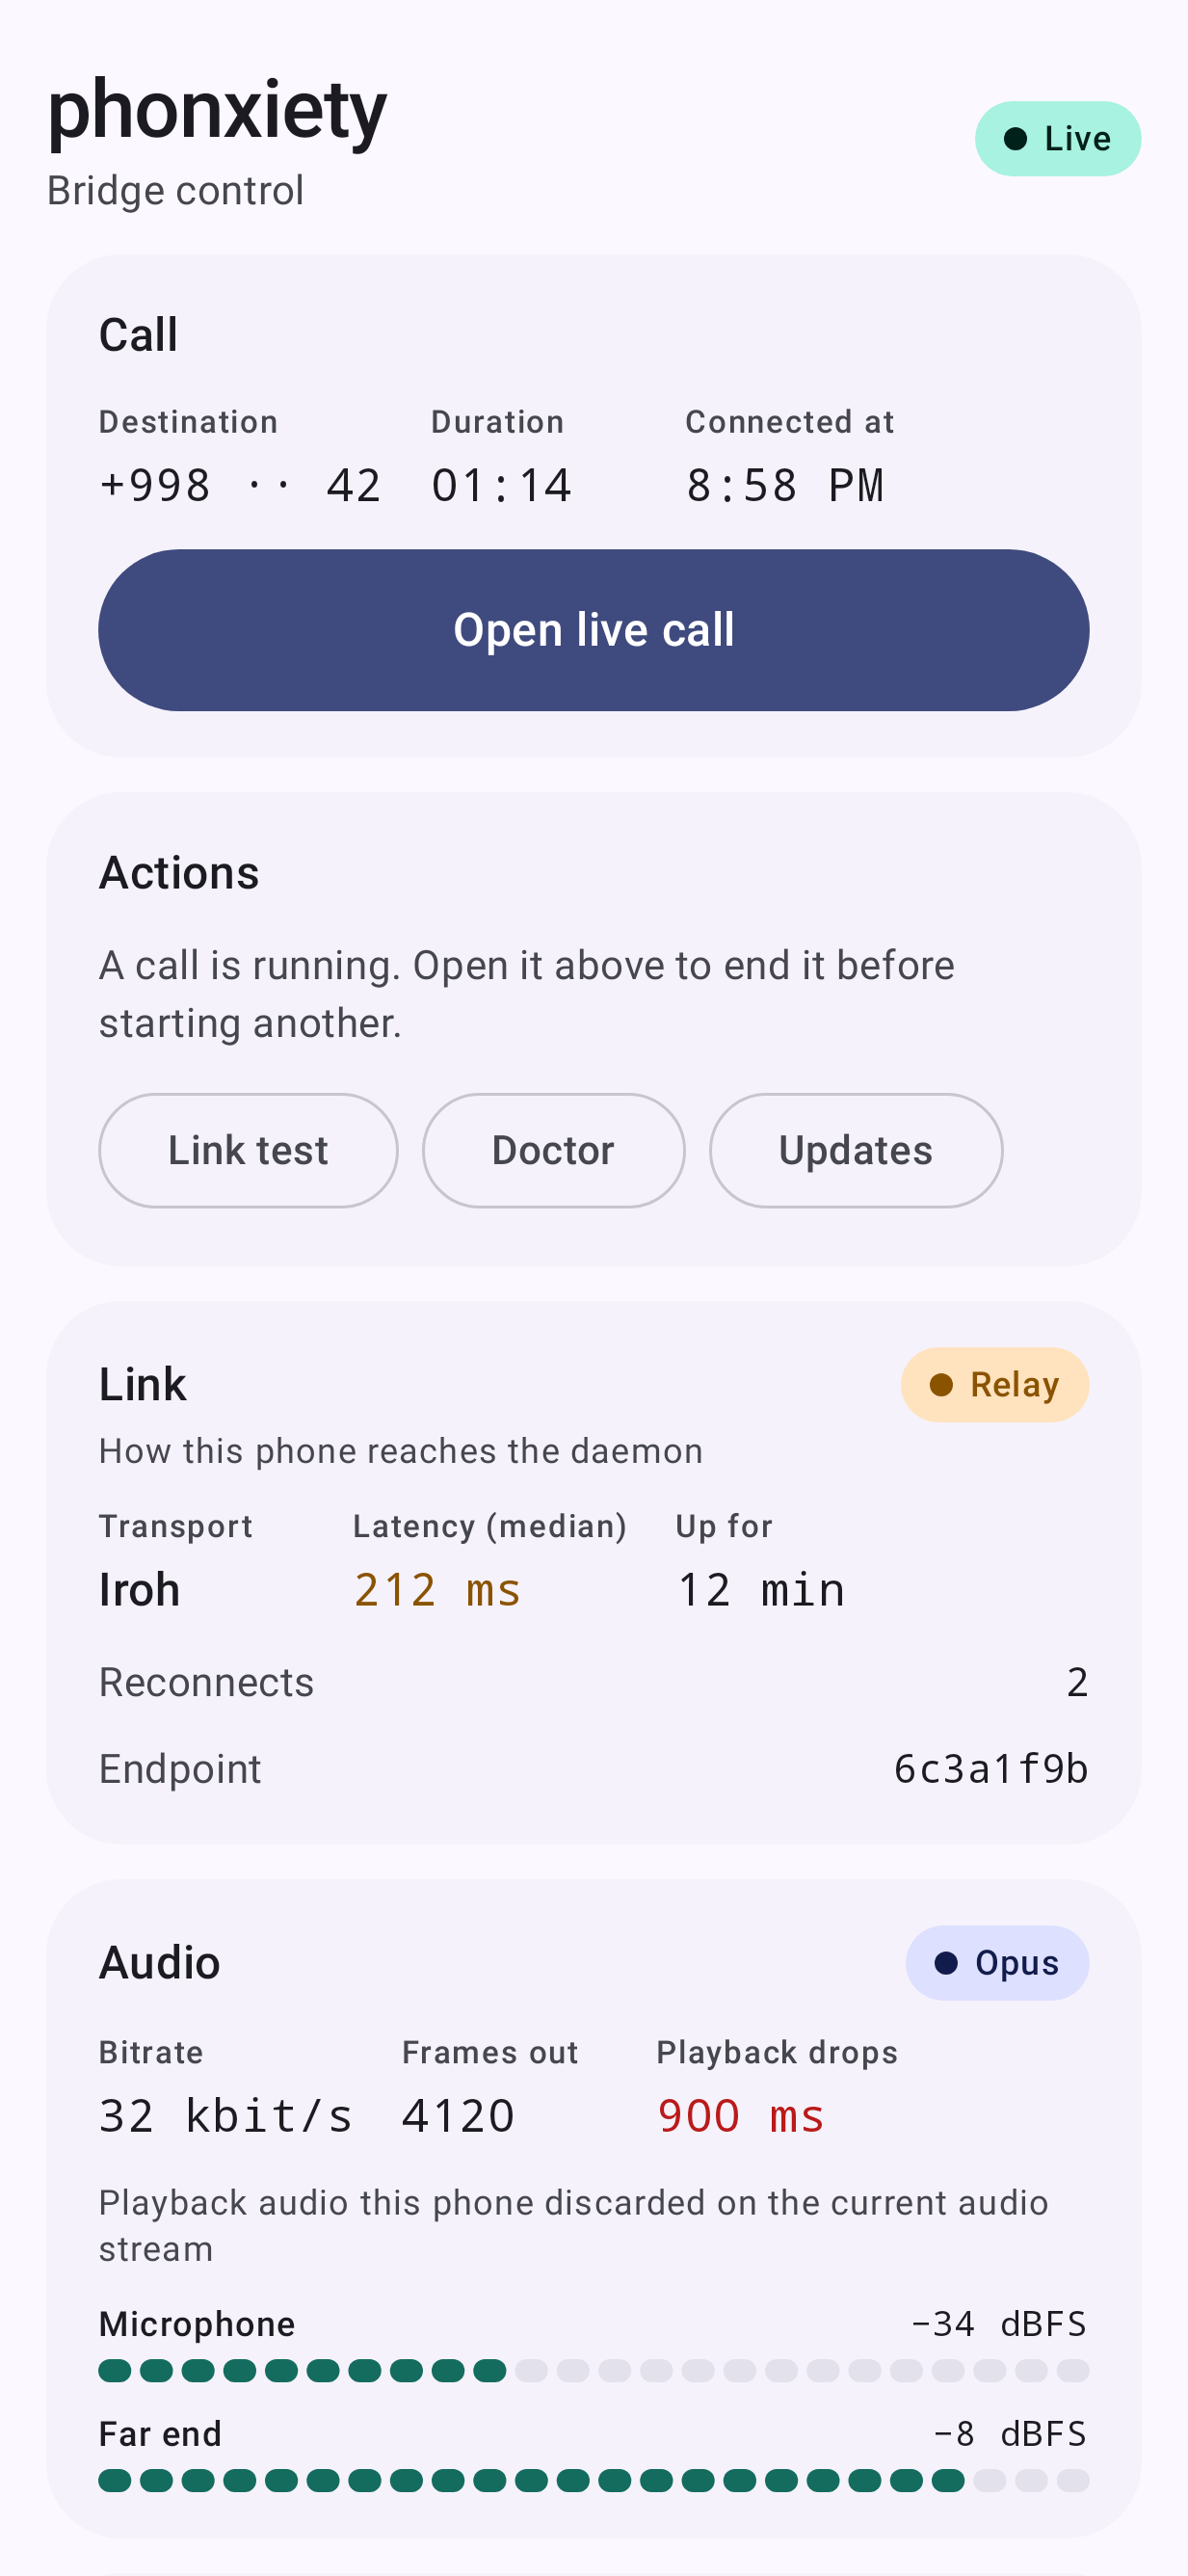 phonxiety
Bridge control
Live
Call
Destination
Duration
Connected at
+998 ·· 42
01:14
8:58 PM
Open live call
Actions
A call is running. Open it above to end it before
starting another.
Link test
Doctor
Updates
Link
Relay
How this phone reaches the daemon
Transport
Latency (median)
Up for
Iroh
212 ms
12 min
Reconnects
2
Endpoint
6c3a1f9b
Audio
Opus
Bitrate
Frames out
Playback drops
32 kbit/s
4120
900 ms
Playback audio this phone discarded on the current audio
stream
Microphone
−34 dBFS
Far end
−8 dBFS